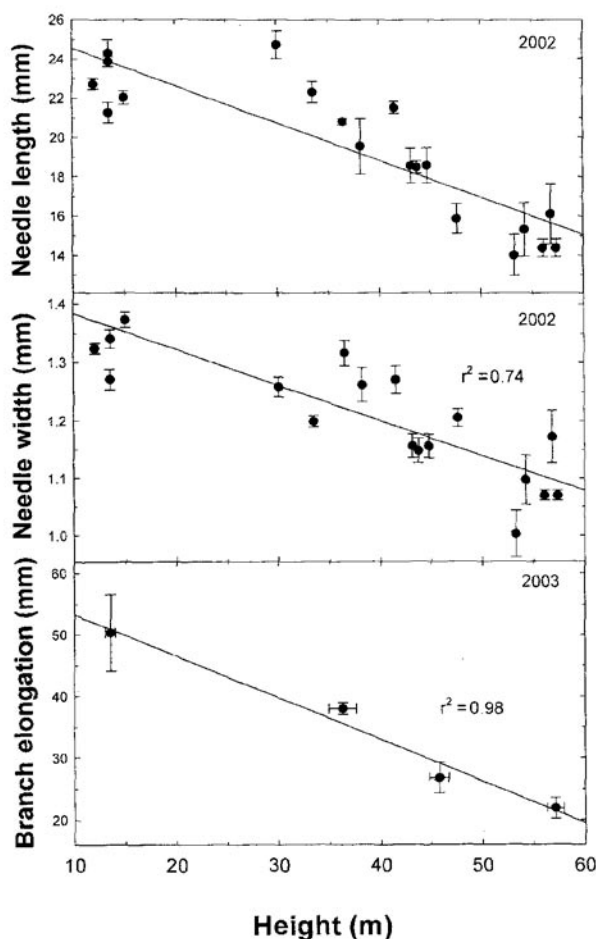 26
24
22
20
18
16
14
Needle length (mm)
2002
1.4
1.3
1.2
1.1
1.0
Needle width (mm)
2002
r² = 0.74
60
50
40
30
20
Branch elongation (mm)
2003
r² = 0.98
10 20 30 40 50 60
Height (m)